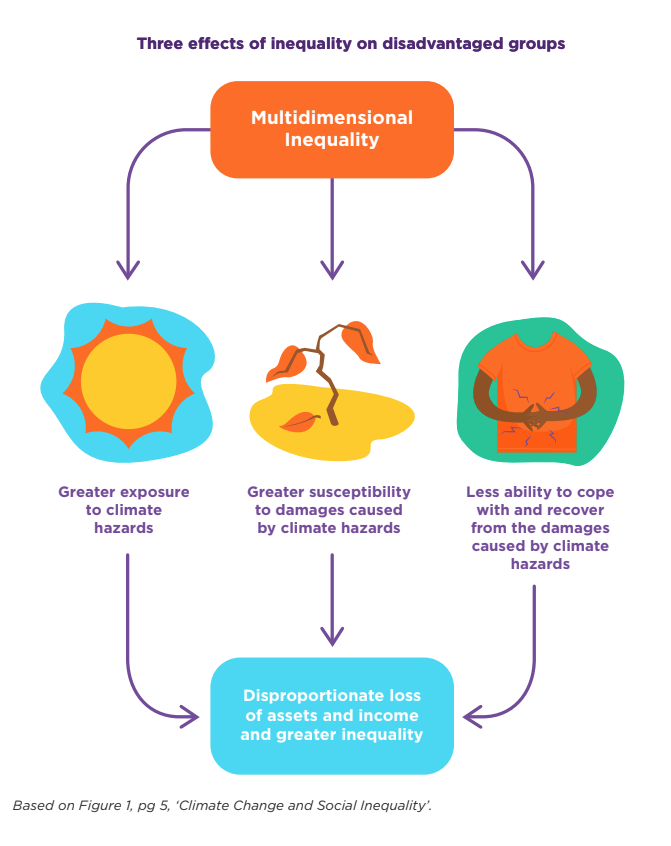 Three effects of inequality on disadvantaged groups
Multidimensional
Inequality
Greater exposure
to climate
hazards
Greater susceptibility
to damages caused
by climate hazards
Less ability to cope
with and recover
from the damages
caused by climate
hazards
Disproportionate loss
of assets and income
and greater inequality
Based on Figure 1, pg 5, ‘Climate Change and Social Inequality’.